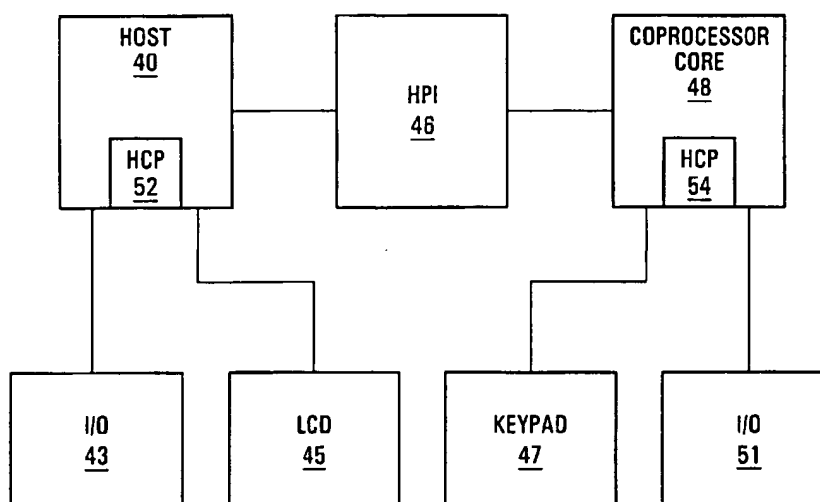 HOST
40
HCP
52
HPI
46
COPROCESSOR
CORE
48
HCP
54
I/O
43
LCD
45
KEYPAD
47
I/O
51